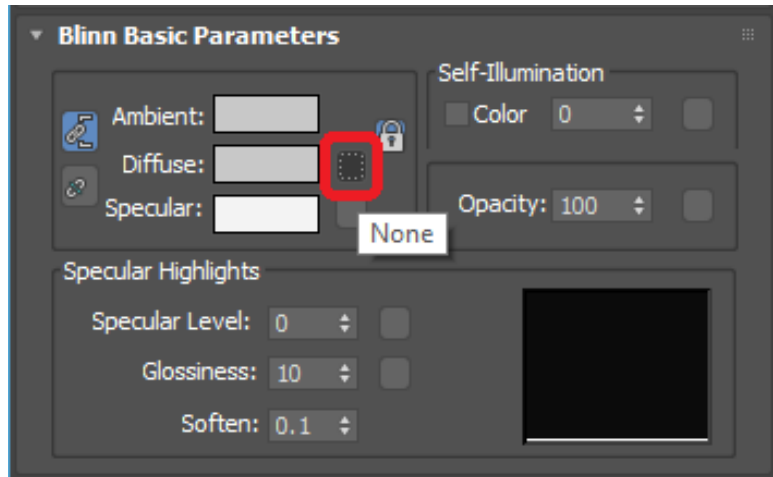 Blinn Basic Parameters
Ambient:
Diffuse:
Specular:
None
Self-Illumination
Color 0
Opacity: 100
Specular Highlights
Specular Level: 0
Glossiness: 10
Soften: 0.1